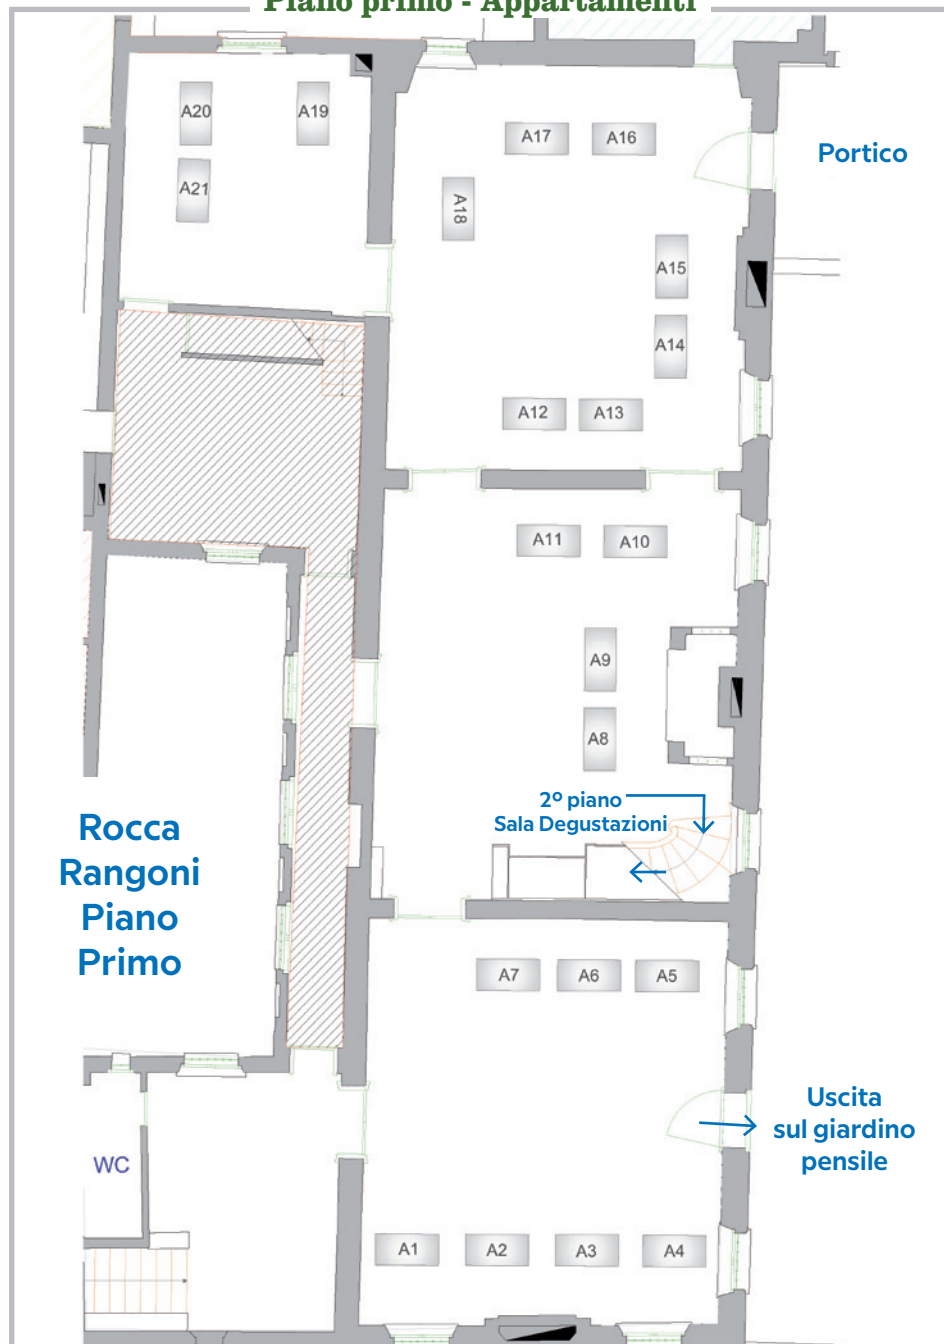 Piano primo - Appartamenti
A20
A19
A21
A17
A16
A18
A15
A14
A12
A13
Portico
A11
A10
A9
A8
2º piano
Sala Degustazioni
Rocca
Rangoni
Piano
Primo
A7
A6
A5
Uscita
sul giardino
pensile
WC
A1
A2
A3
A4